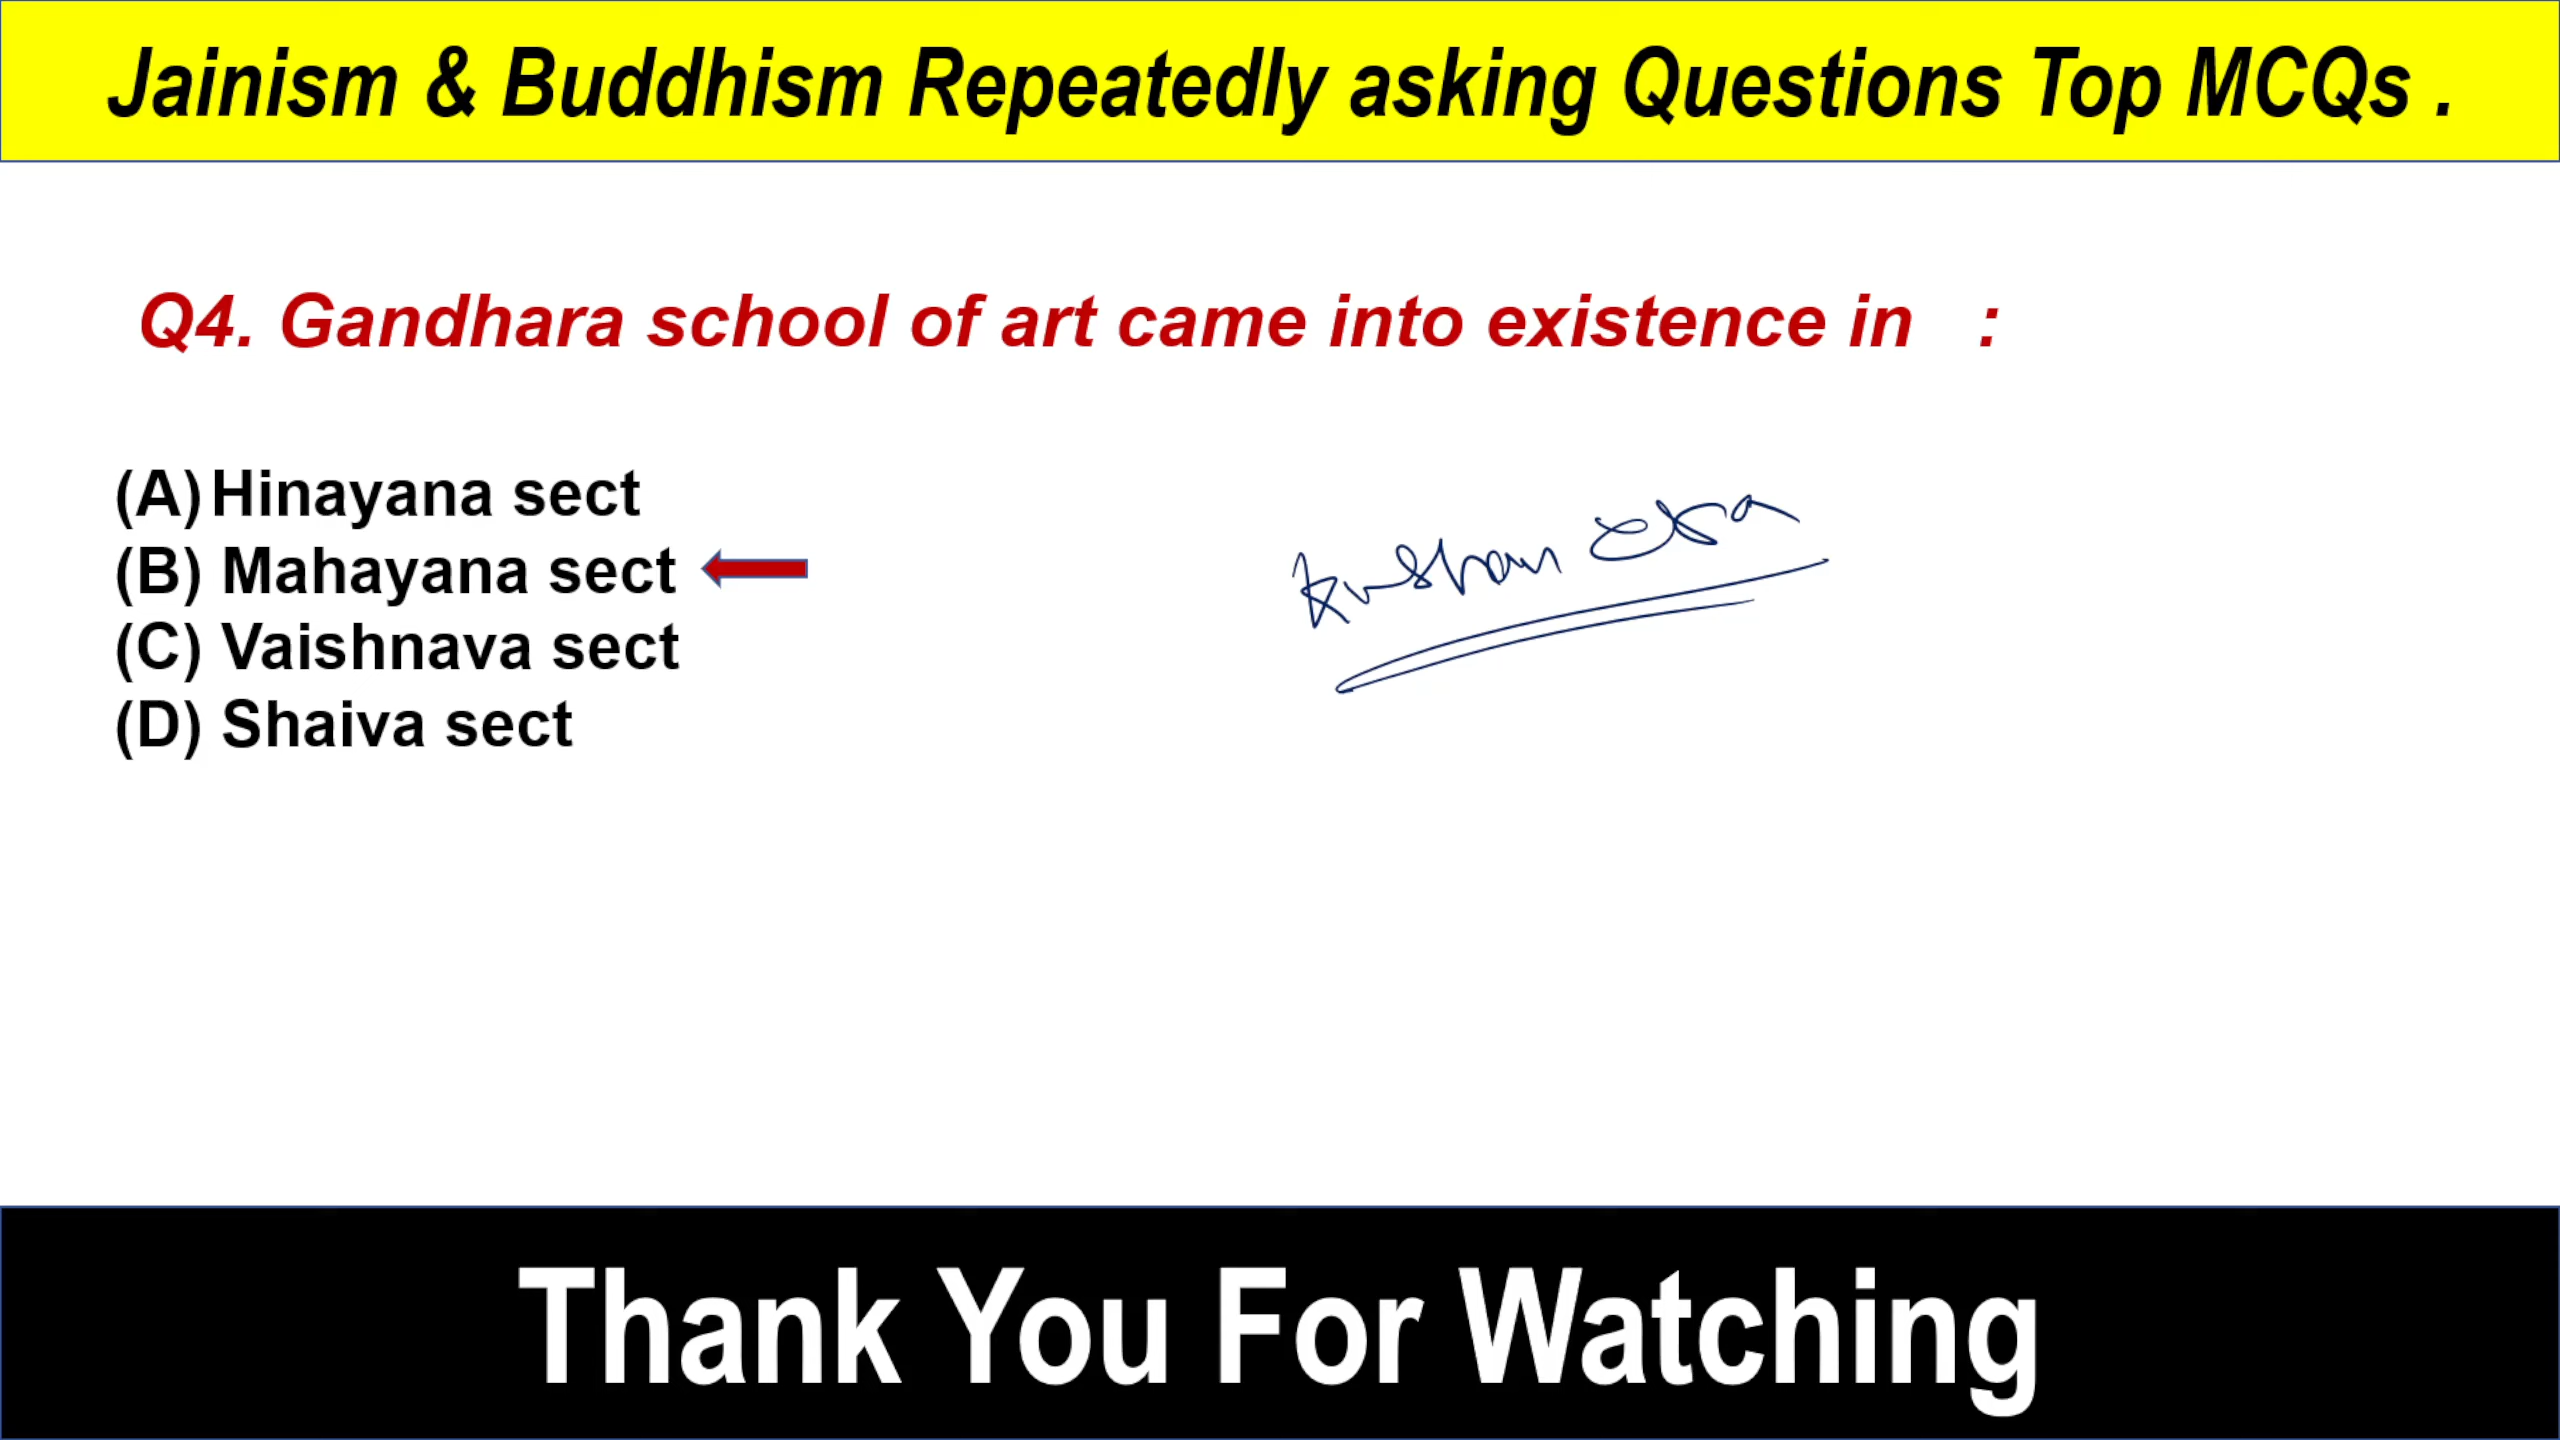 Jainism & Buddhism Repeatedly asking Questions Top MCQs .
Q4. Gandhara school of art came into existence in :
(A) Hinayana sect
(B) Mahayana sect
(C) Vaishnava sect
(D) Shaiva sect
Kushan era
Thank You For Watching